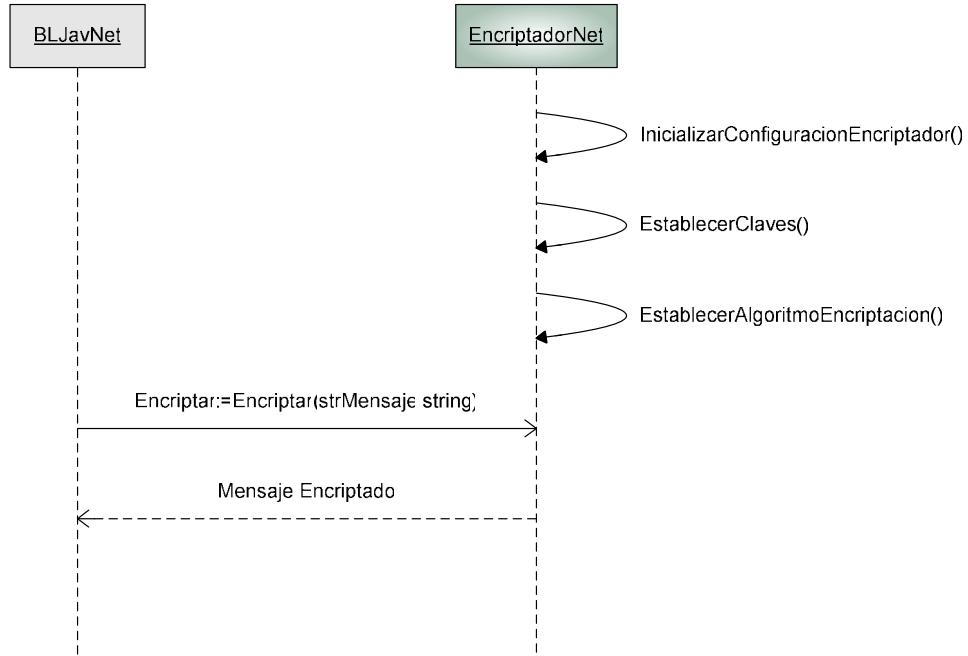 BLJavNet
EncriptadorNet
InicializarConfiguracionEncriptador()
EstablecerClaves()
EstablecerAlgoritmoEncriptacion()
Encriptar:=Encriptar(strMensaje string)
Mensaje Encriptado